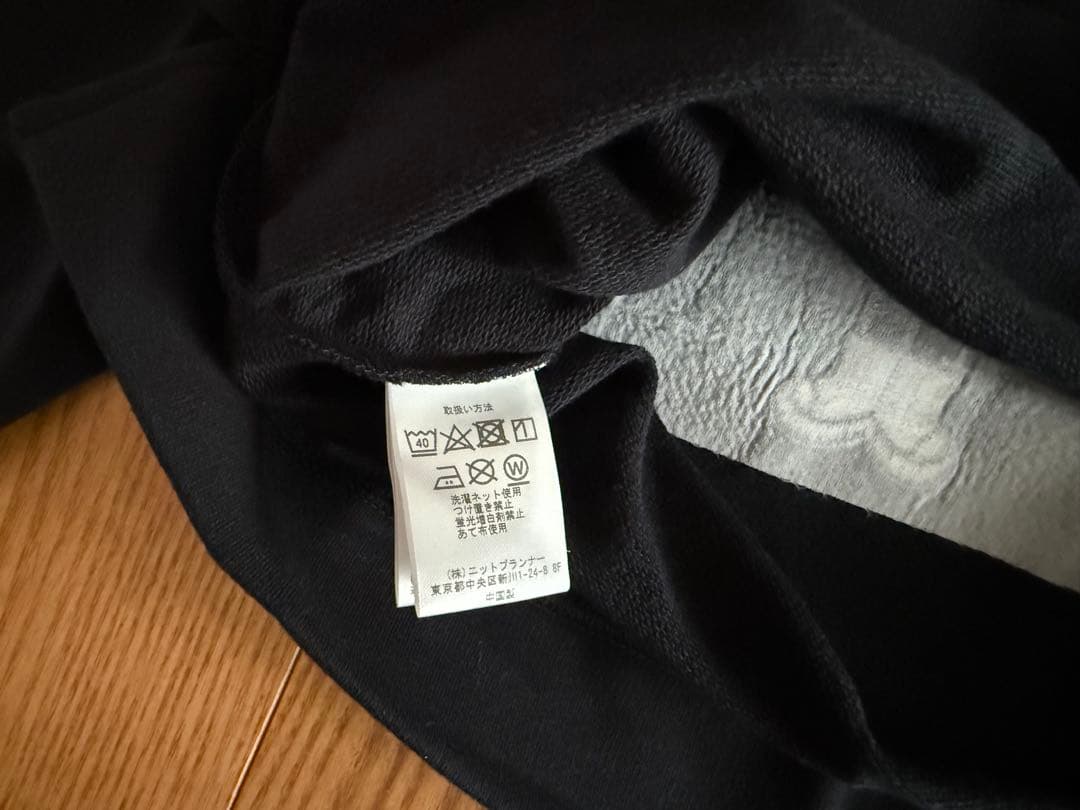 取扱い方法
40
W
洗濯ネット使用
つけ置き禁止
蛍光増白剤禁止
あて布使用
(株)ニットプランナー
東京都中央区新川1-24-8 8F
中国製